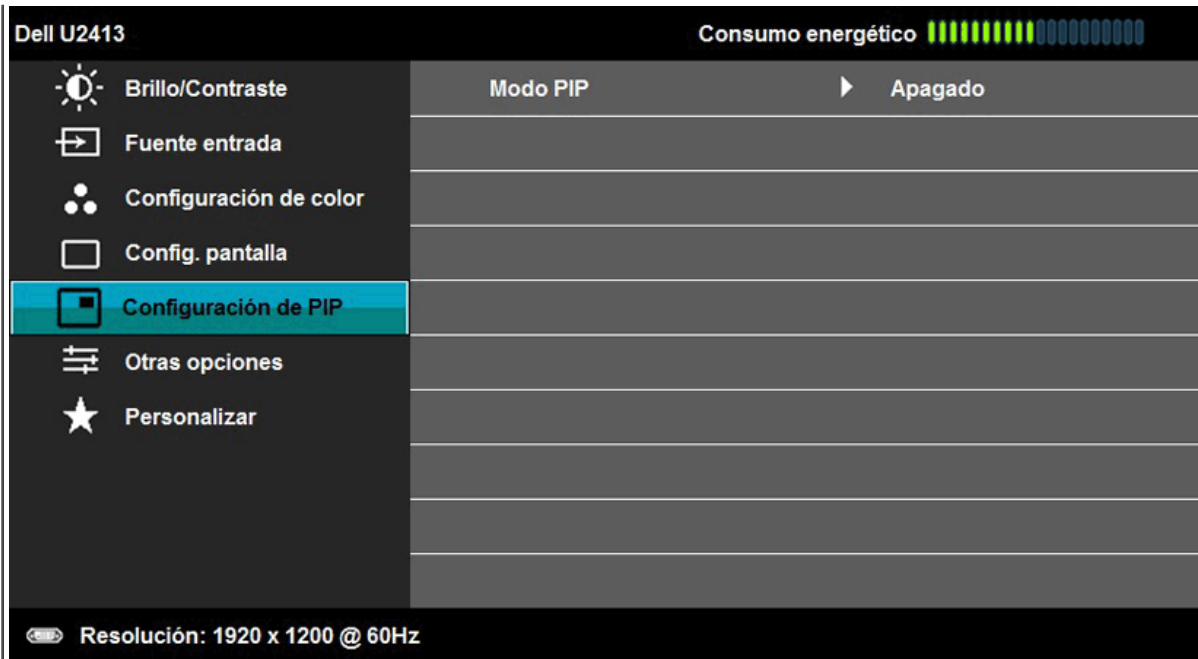 Dell U2413
Consumo energético
Brillo/Contraste
Modo PIP
Apagado
Fuente entrada
Configuración de color
Config. pantalla
Configuración de PIP
Otras opciones
Personalizar
Resolución: 1920 x 1200 @ 60Hz